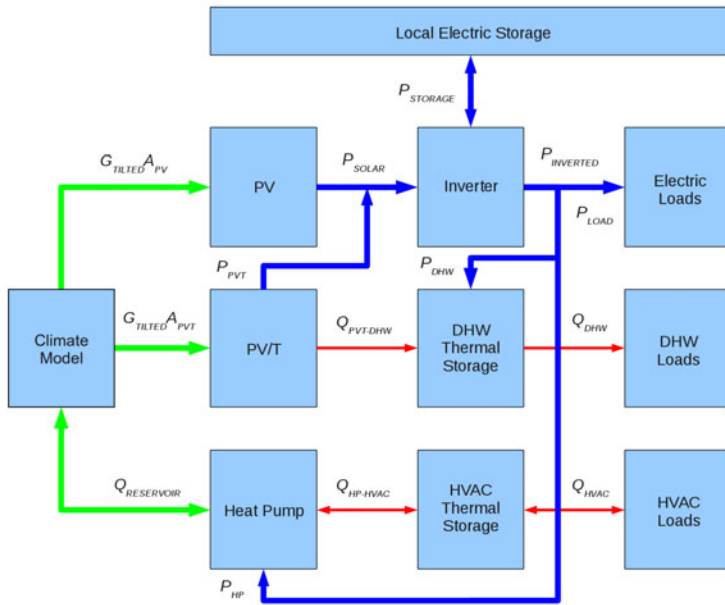 Local Electric Storage
P_STORAGE
G_TILTED A_PV
P_SOLAR
P_INVERTED
PV
Inverter
Electric
Loads
P_LOAD
P_PVT
P_DHW
G_TILTED A_PVT
Q_PVT-DHW
Q_DHW
Climate
Model
PV/T
DHW
Thermal
Storage
DHW
Loads
Q_RESERVOIR
Q_HP-HVAC
Q_HVAC
Heat Pump
HVAC
Thermal
Storage
HVAC
Loads
P_HP